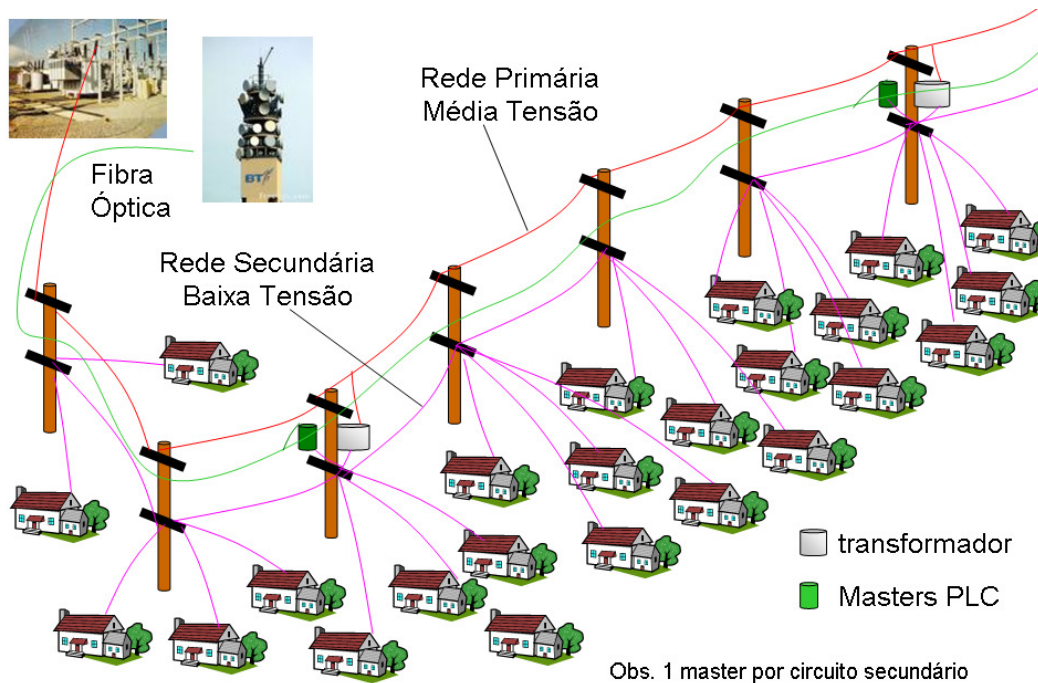 Rede Primária
Média Tensão
BT
Fibra
Óptica
Rede Secundária
Baixa Tensão
transformador
Masters PLC
Obs. 1 master por circuito secundário